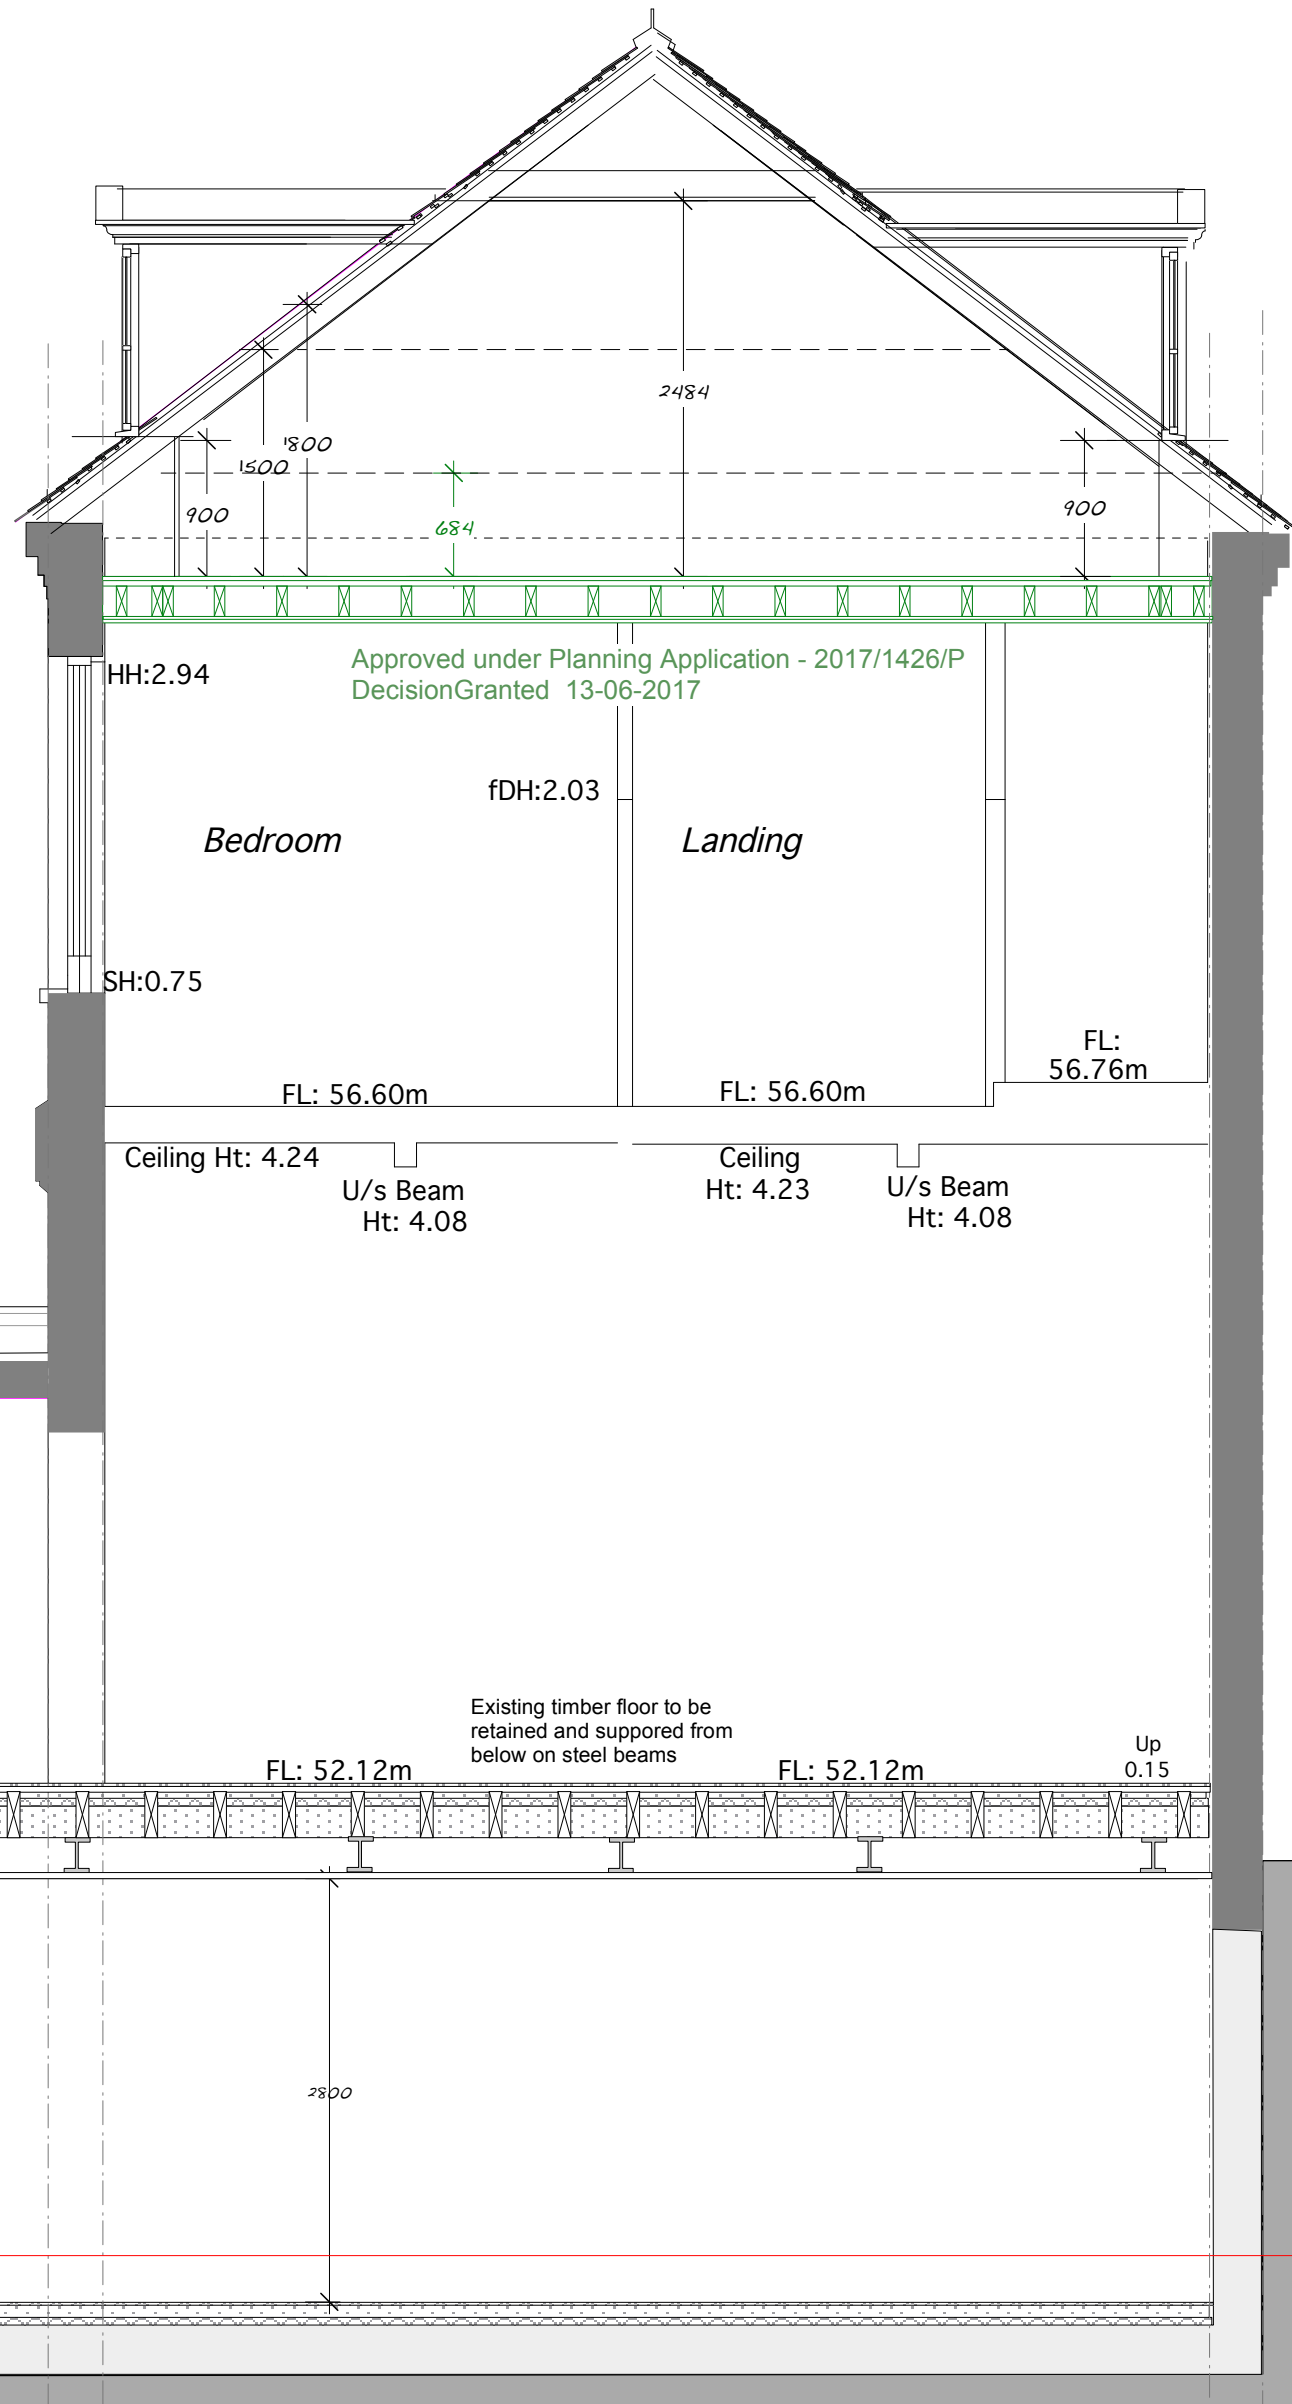 2484
1800
1500
900
900
684
Approved under Planning Application - 2017/1426/P
DecisionGranted 13-06-2017
HH:2.94
fDH:2.03
Bedroom
Landing
SH:0.75
FL:
56.76m
FL: 56.60m
FL: 56.60m
Ceiling Ht: 4.24
Ceiling
Ht: 4.23
U/s Beam
Ht: 4.08
U/s Beam
Ht: 4.08
Existing timber floor to be
retained and suppored from
below on steel beams
Up
0.15
FL: 52.12m
FL: 52.12m
2800